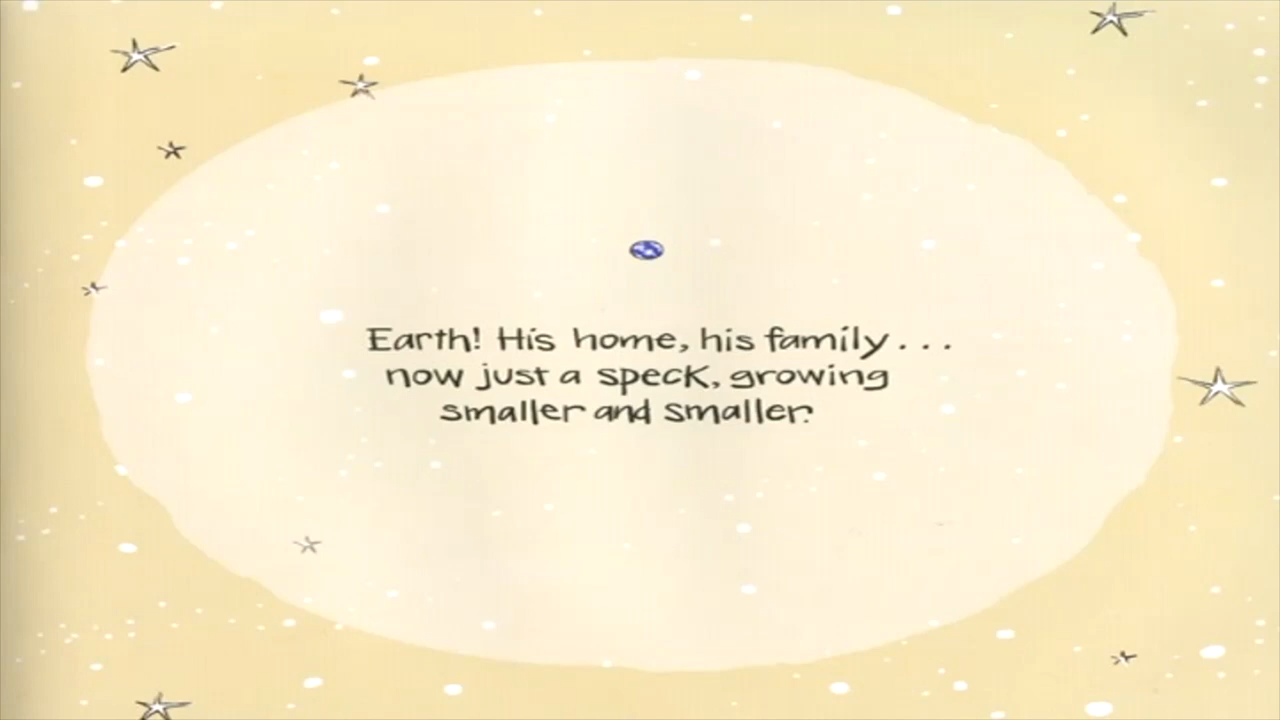 Earth! His home, his family...
now just a speck, growing
smaller and smaller.